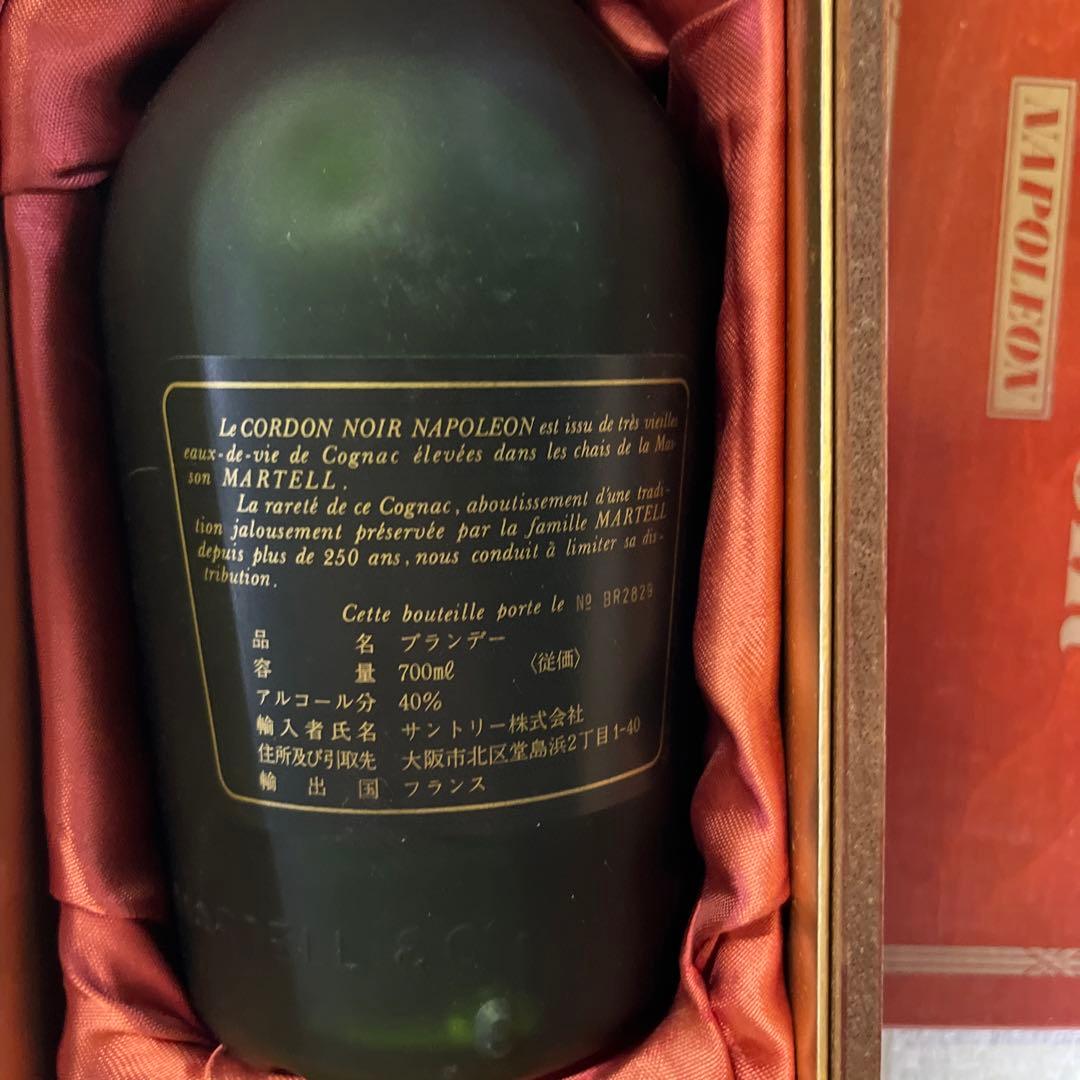 Le CORDON NOIR NAPOLEON est issu de très vieilles
eaux-de-vie de Cognac élevées dans les chais de la Mai-
son MARTELL.
La rareté de ce Cognac, aboutissement d'une tradi-
tion jalousement préservée par la famille MARTELL
depuis plus de 250 ans, nous conduit à limiter sa dis-
tribution.
Cette bouteille porte le Nº BR2829
品名 ブランデー
容量 700mℓ 〈従価〉
アルコール分 40%
輸入者氏名 サントリー株式会社
住所及び引取先 大阪市北区堂島浜2丁目1-40
輸出国 フランス
NAPOLEON